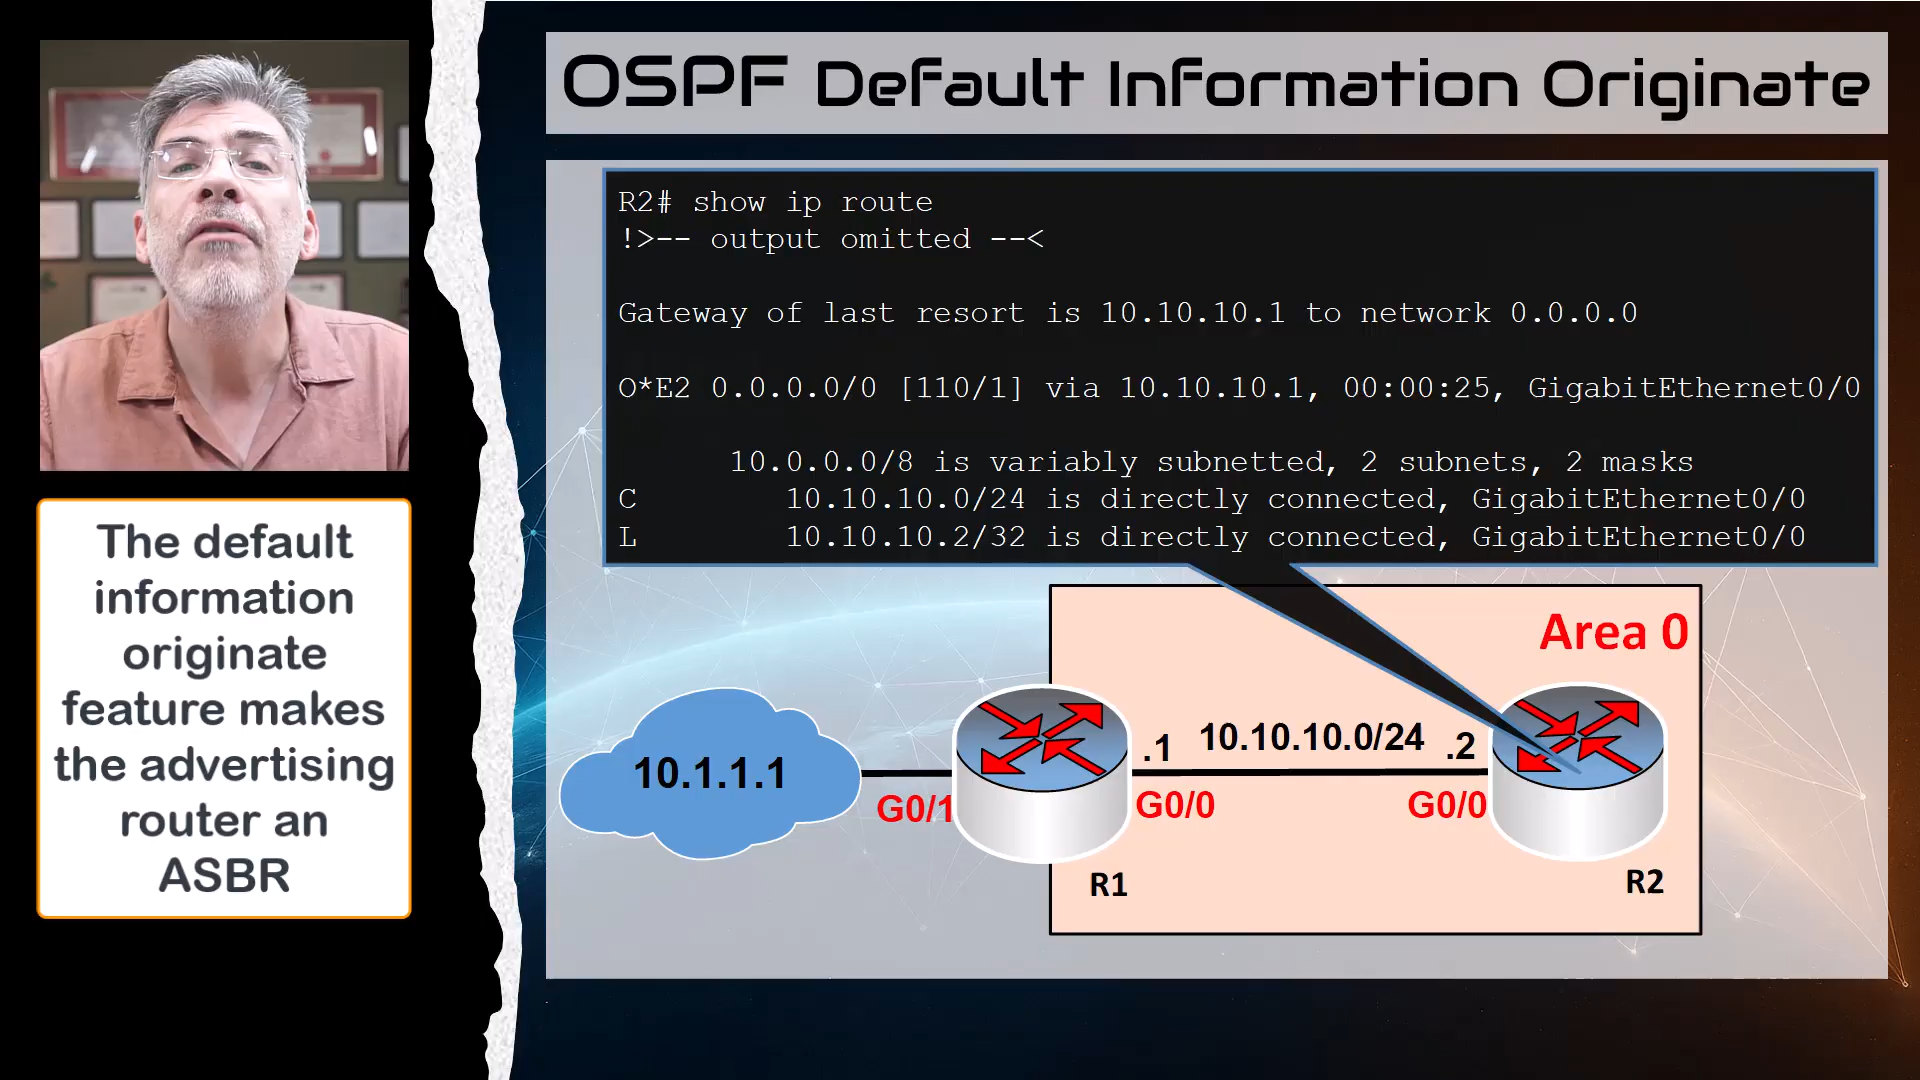 OSPF Default Information Originate
R2# show ip route
!>-- output omitted --<
Gateway of last resort is 10.10.10.1 to network 0.0.0.0
O*E2 0.0.0.0/0 [110/1] via 10.10.10.1, 00:00:25, GigabitEthernet0/0
10.0.0.0/8 is variably subnetted, 2 subnets, 2 masks
C 10.10.10.0/24 is directly connected, GigabitEthernet0/0
L 10.10.10.2/32 is directly connected, GigabitEthernet0/0
The default
information
originate
feature makes
the advertising
router an
ASBR
Area 0
10.1.1.1
.1 10.10.10.0/24 .2
G0/1 G0/0 G0/0
R1 R2